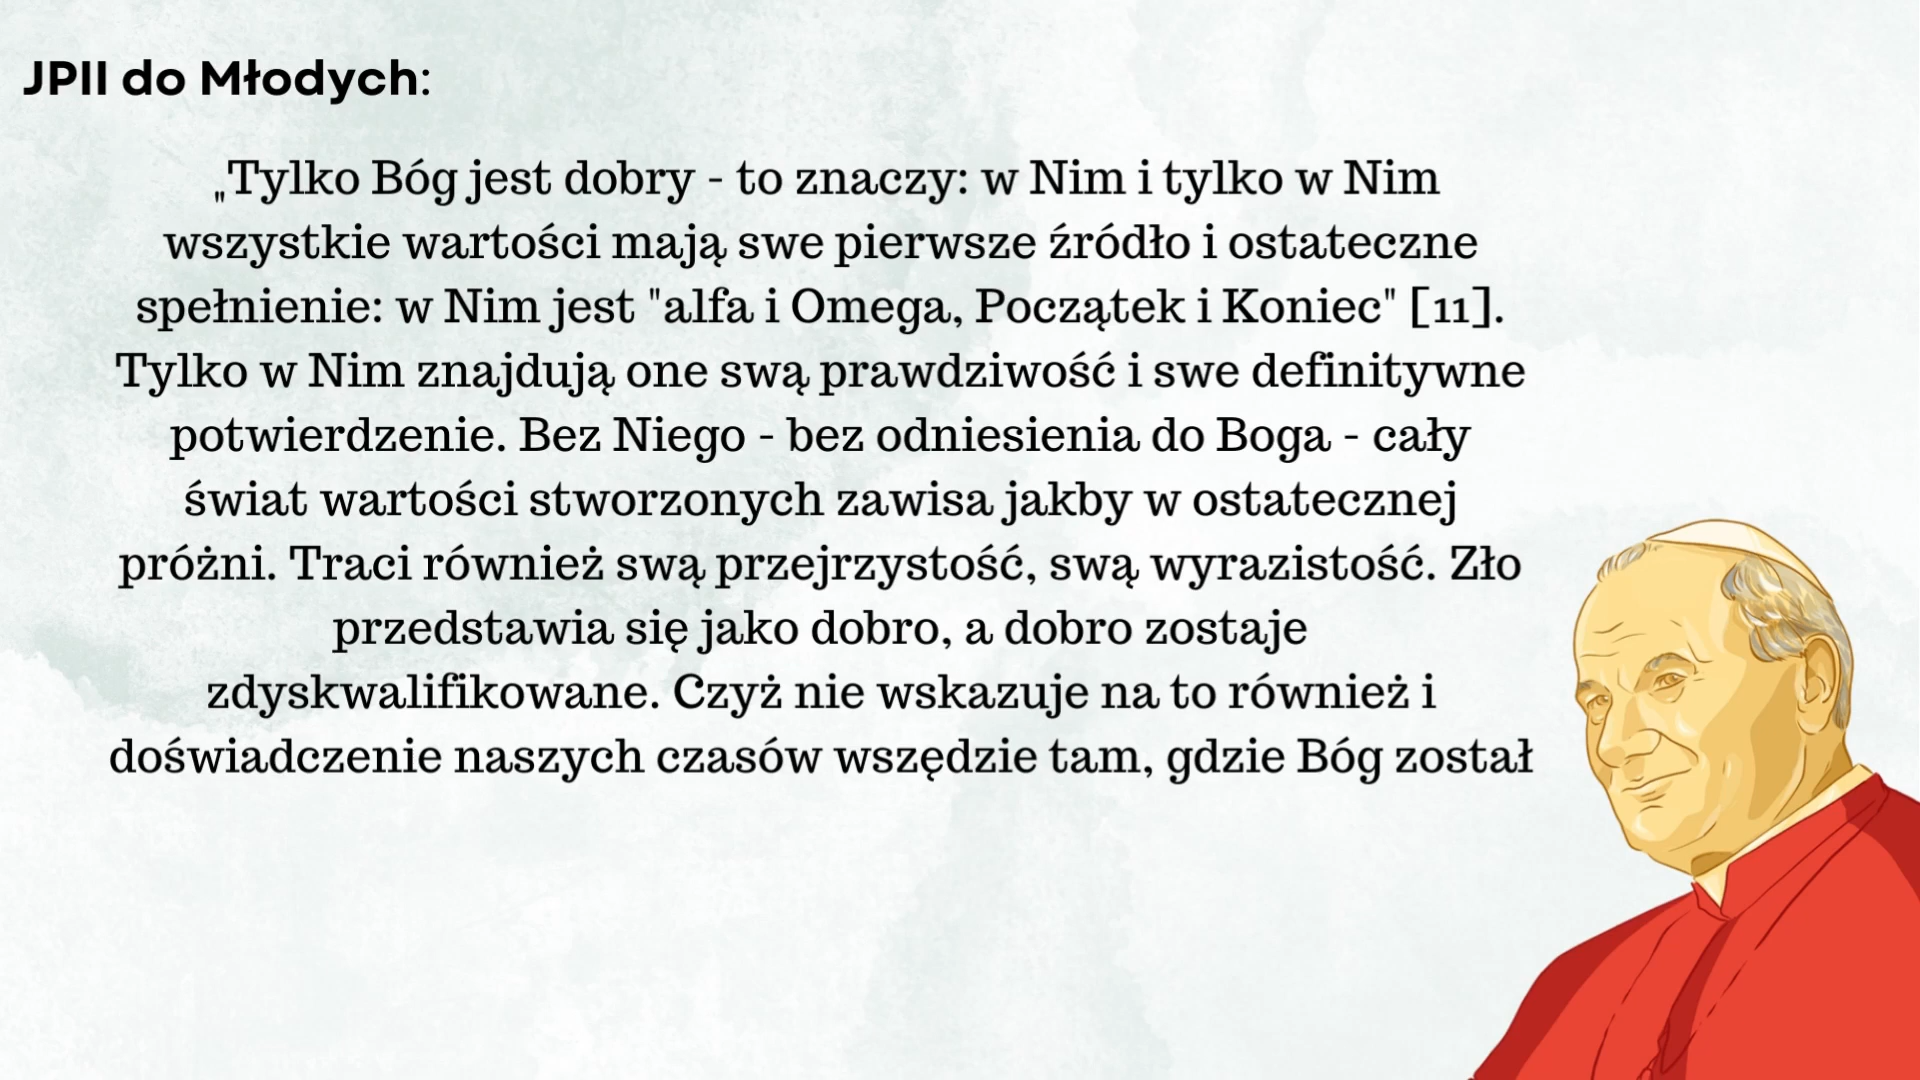 JPII do Młodych:
„Tylko Bóg jest dobry - to znaczy: w Nim i tylko w Nim
wszystkie wartości mają swe pierwsze źródło i ostateczne
spełnienie: w Nim jest "alfa i Omega, Początek i Koniec" [11].
Tylko w Nim znajdują one swą prawdziwość i swe definitywne
potwierdzenie. Bez Niego - bez odniesienia do Boga - cały
świat wartości stworzonych zawisa jakby w ostatecznej
próżni. Traci również swą przejrzystość, swą wyrazistość. Zło
przedstawia się jako dobro, a dobro zostaje
zdyskwalifikowane. Czyż nie wskazuje na to również i
doświadczenie naszych czasów wszędzie tam, gdzie Bóg został